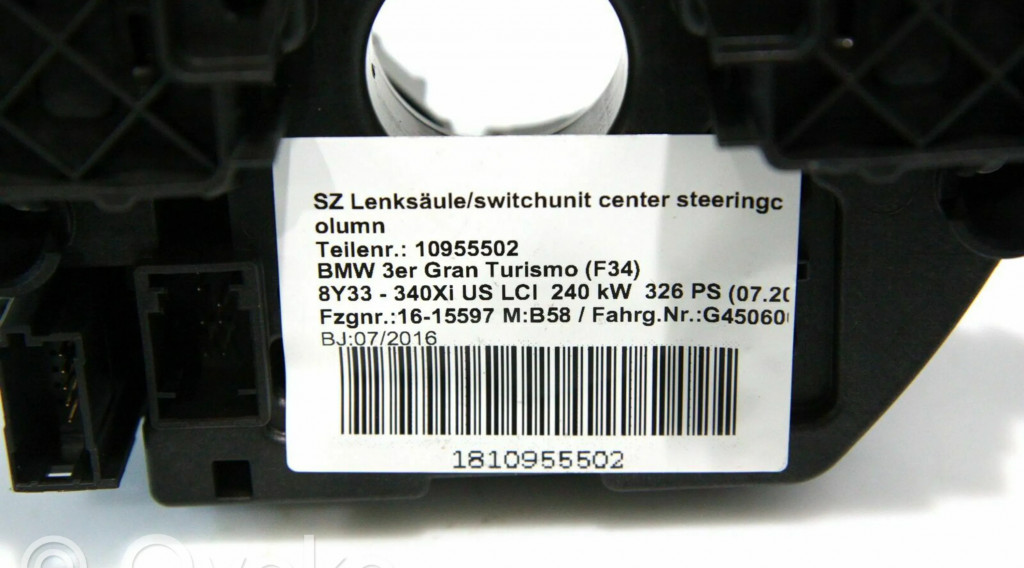 SZ Lenksäule/switchunit center steeringc
olumn
Teilenr.: 10955502
BMW 3er Gran Turismo (F34)
8Y33 - 340Xi US LCI 240 kW 326 PS (07.20
Fzgnr.:16-15597 M:B58 / Fahrg.Nr.:G45060
BJ:07/2016
1810955502